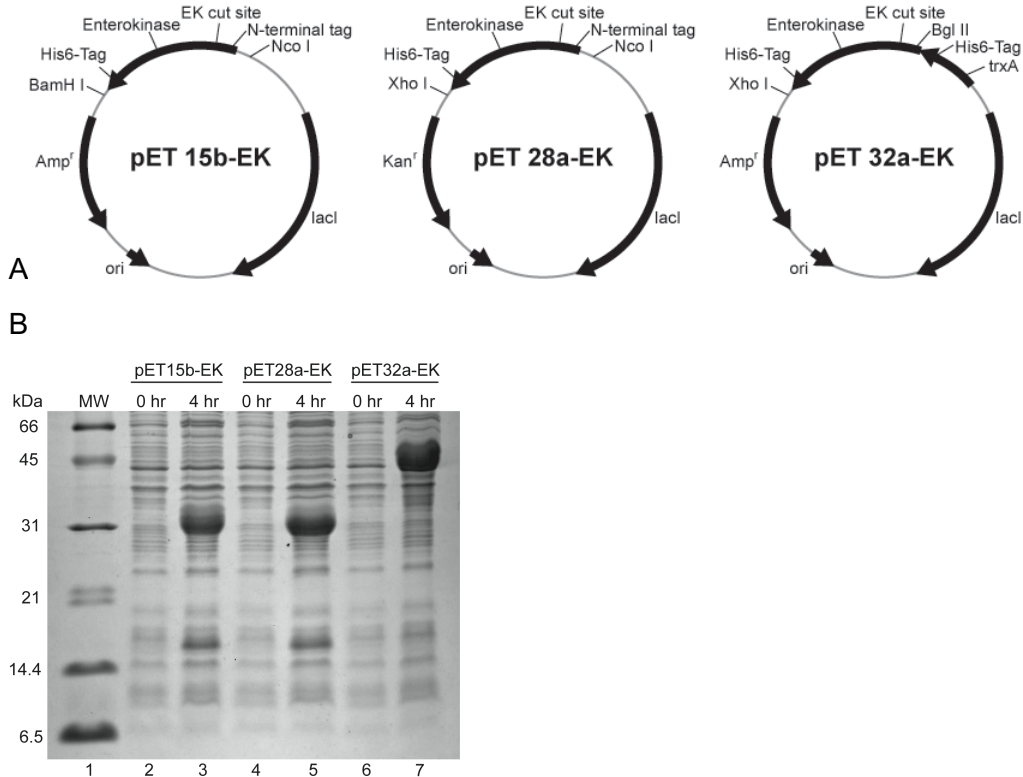 EK cut site
Enterokinase
N-terminal tag
Nco I
His6-Tag
BamH I
Ampʳ
pET 15b-EK
lacI
ori
EK cut site
Enterokinase
N-terminal tag
Nco I
His6-Tag
Xho I
Kanʳ
pET 28a-EK
lacI
ori
EK cut site
Enterokinase
Bgl II
His6-Tag
His6-Tag
trxA
Xho I
Ampʳ
pET 32a-EK
lacI
ori
A
B
pET15b-EK pET28a-EK pET32a-EK
kDa MW 0 hr 4 hr 0 hr 4 hr 0 hr 4 hr
66
45
31
21
14.4
6.5
1 2 3 4 5 6 7